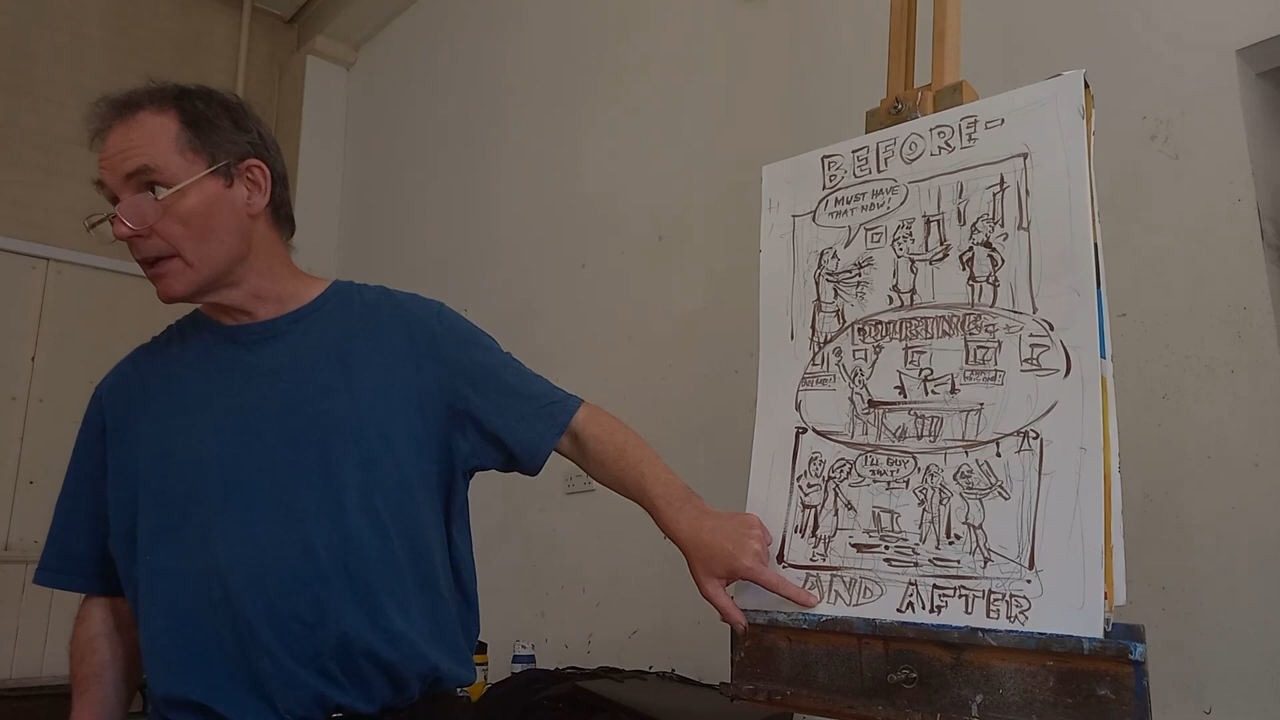 BEFORE-
I MUST HAVE
THAT NOW!
DURING
I'LL BUY
THAT!
AND AFTER